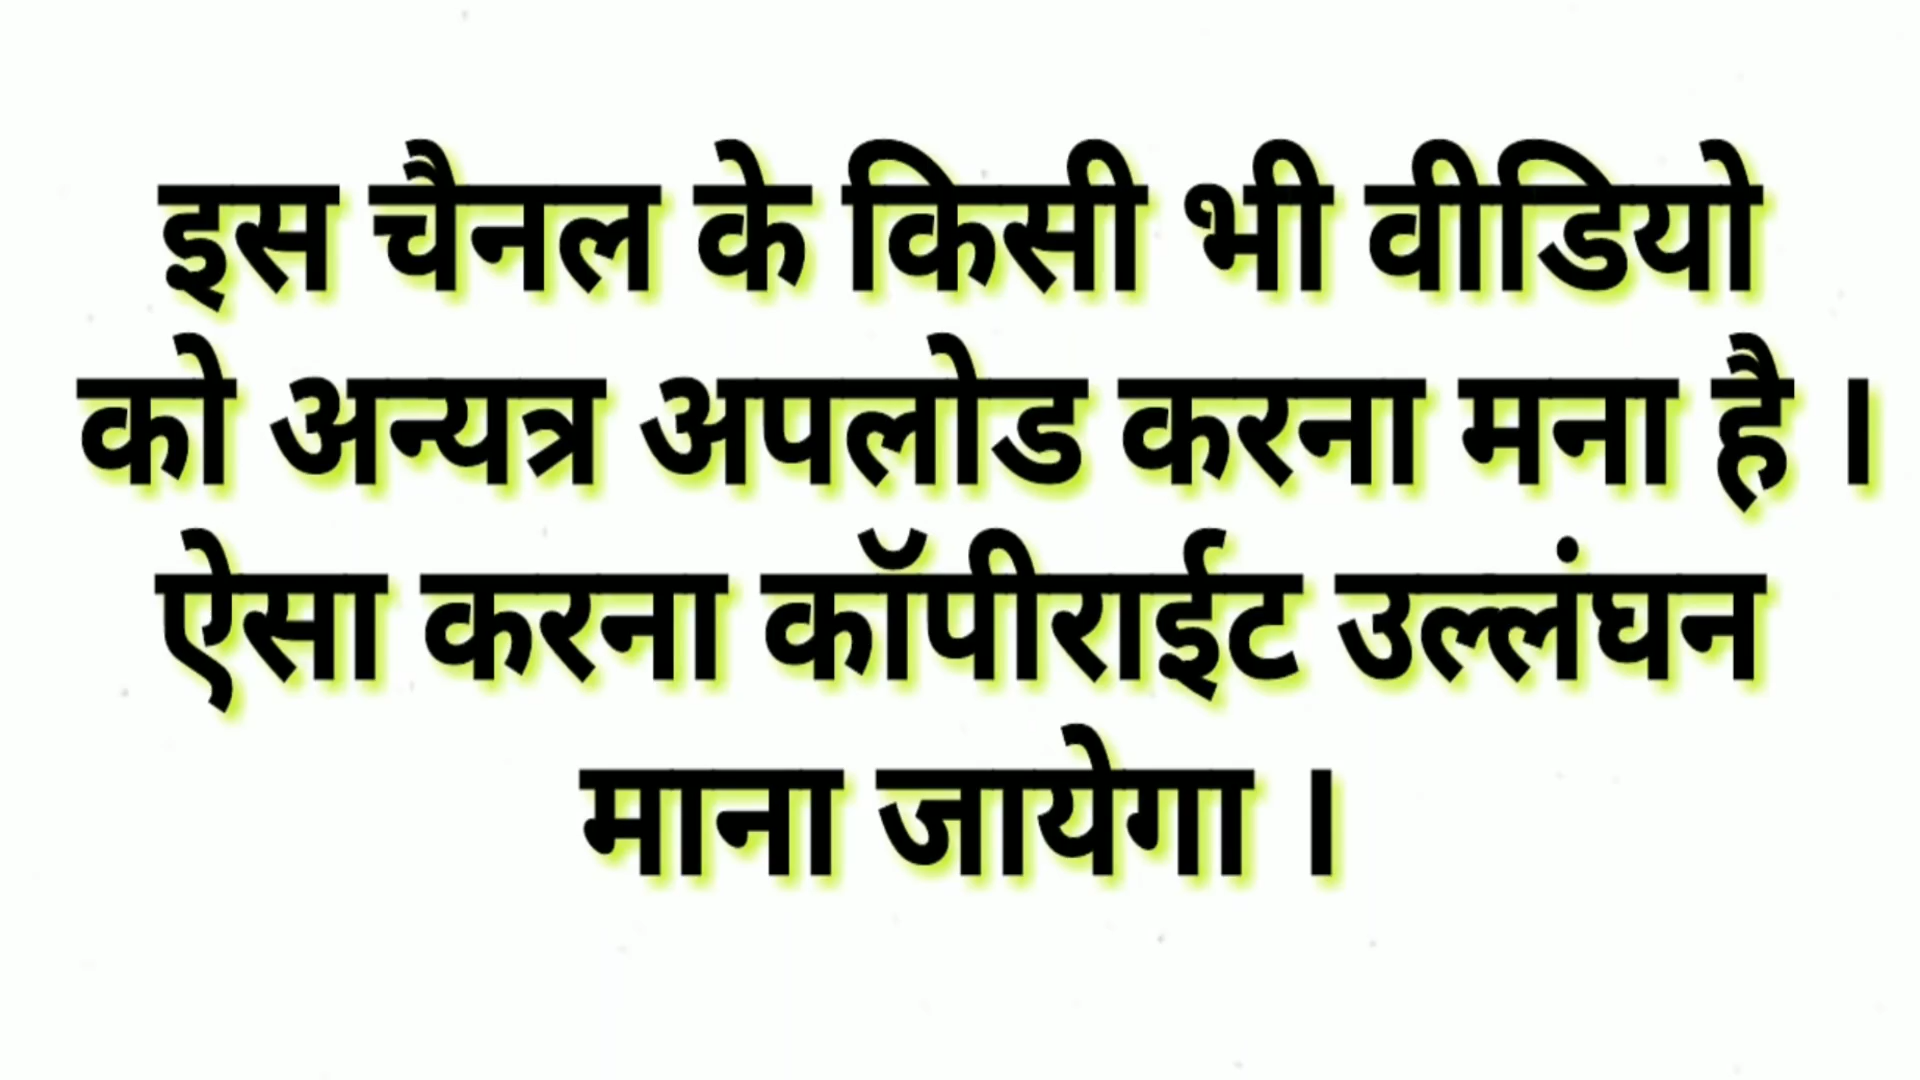 इस चैनल के किसी भी वीडियो
को अन्यत्र अपलोड करना मना है ।
ऐसा करना कॉपीराईट उल्लंघन
माना जायेगा ।